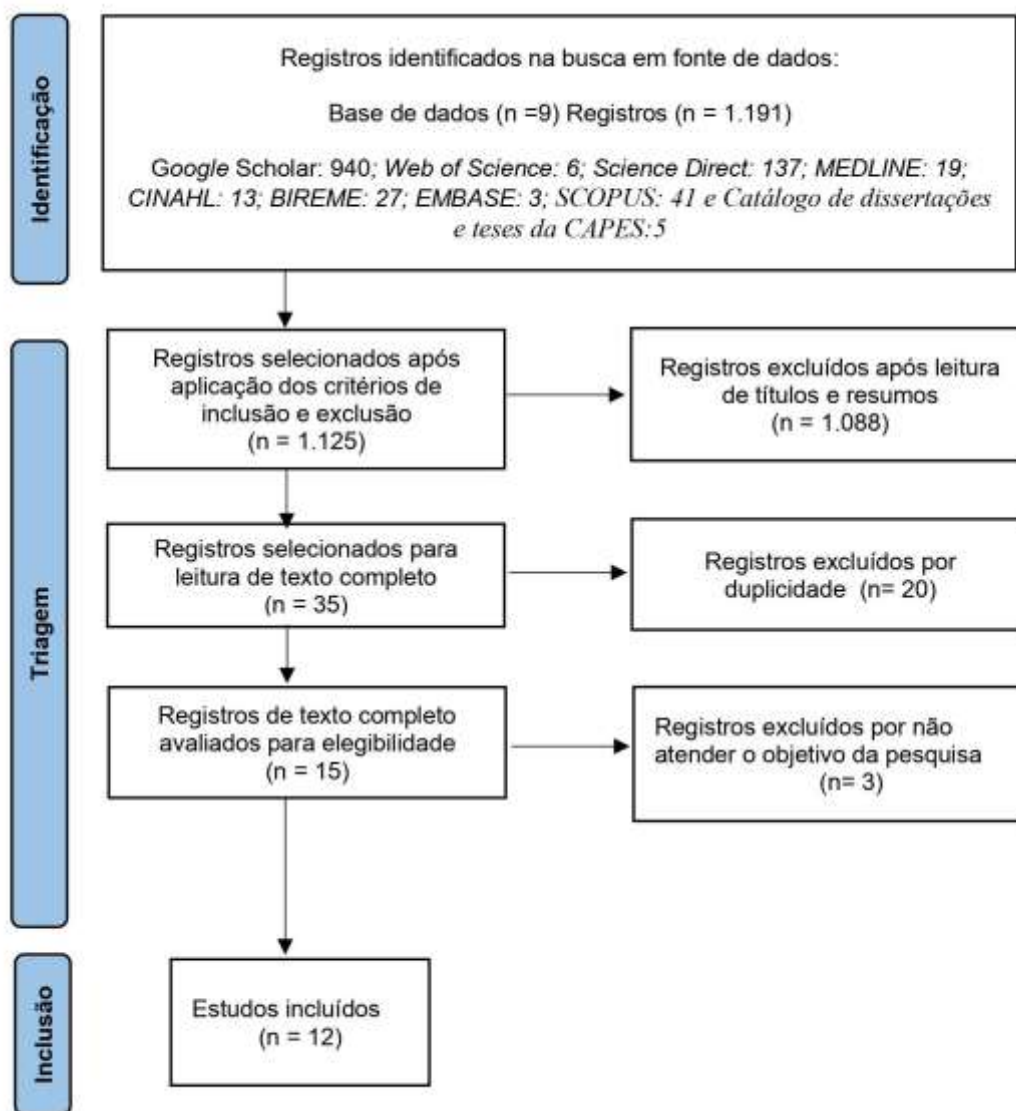 Identificação
Registros identificados na busca em fonte de dados:
Base de dados (n =9) Registros (n = 1.191)
Google Scholar: 940; Web of Science: 6; Science Direct: 137; MEDLINE: 19;
CINAHL: 13; BIREME: 27; EMBASE: 3; SCOPUS: 41 e Catálogo de dissertações
e teses da CAPES:5
Triagem
Registros selecionados após
aplicação dos critérios de
inclusão e exclusão
(n = 1.125)
Registros excluídos após leitura
de títulos e resumos
(n = 1.088)
Registros selecionados para
leitura de texto completo
(n = 35)
Registros excluídos por
duplicidade (n= 20)
Registros de texto completo
avaliados para elegibilidade
(n = 15)
Registros excluídos por não
atender o objetivo da pesquisa
(n= 3)
Inclusão
Estudos incluídos
(n = 12)